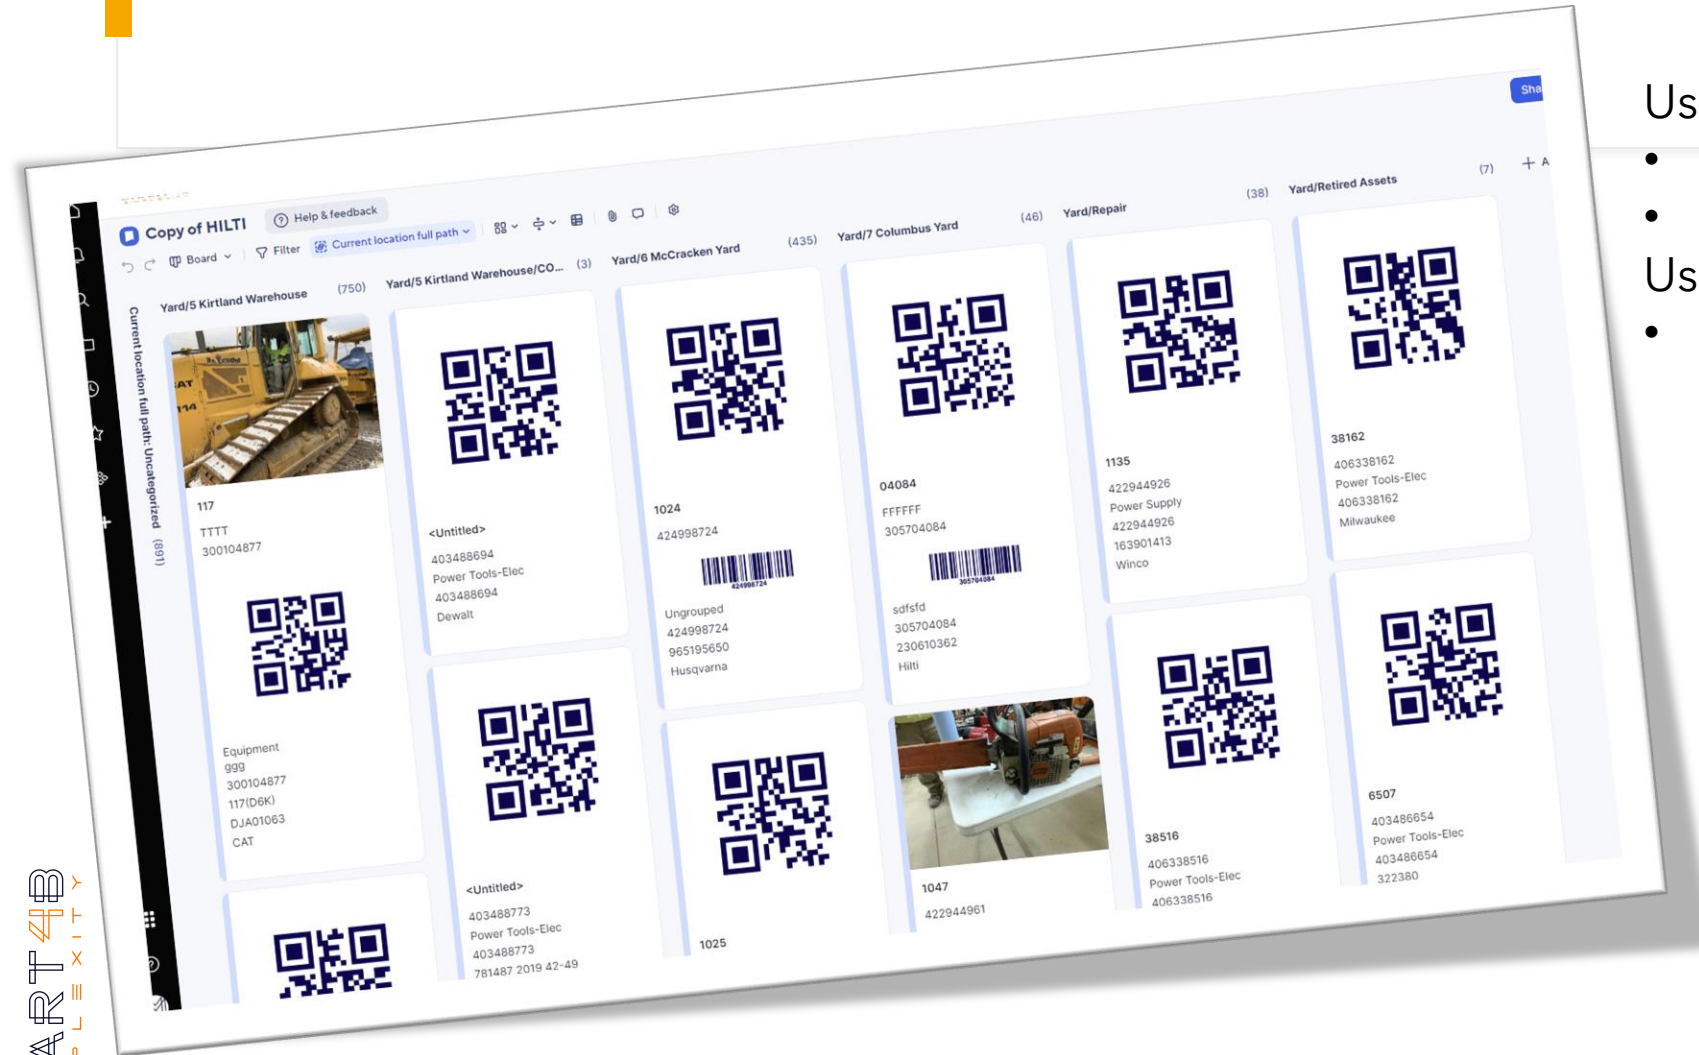 Us
•
•
Us
•
Sha
Copy of HILTI
Help & feedback
Board
Filter
Current location full path
A
Current location full path: Uncategorized (891)
Yard/5 Kirtland Warehouse (750)
117
TTTT
300104877
Equipment
ggg
300104877
117(D6K)
DJA01063
CAT
Yard/5 Kirtland Warehouse/CO... (3)
<Untitled>
403488694
Power Tools-Elec
403488694
Dewalt
<Untitled>
403488773
Power Tools-Elec
403488773
781487 2019 42-49
Yard/6 McCracken Yard (435)
1024
424998724
424998724
Ungrouped
424998724
965195650
Husqvarna
1025
Yard/7 Columbus Yard (46)
04084
FFFFFF
305704084
305704084
sdfsfd
305704084
230610362
Hilti
1047
422944961
Yard/Repair (38)
1135
422944926
Power Supply
422944926
163901413
Winco
38516
406338516
Power Tools-Elec
406338516
Yard/Retired Assets (7)
38162
406338162
Power Tools-Elec
406338162
Milwaukee
6507
403486654
Power Tools-Elec
403486654
322380
ART4B
PLEXITY